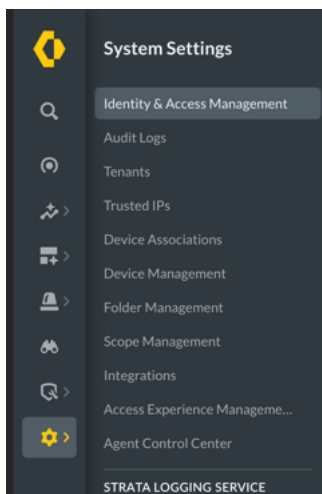 System Settings
Identity & Access Management
Audit Logs
Tenants
Trusted IPs
Device Associations
Device Management
Folder Management
Scope Management
Integrations
Access Experience Manageme...
Agent Control Center
STRATA LOGGING SERVICE